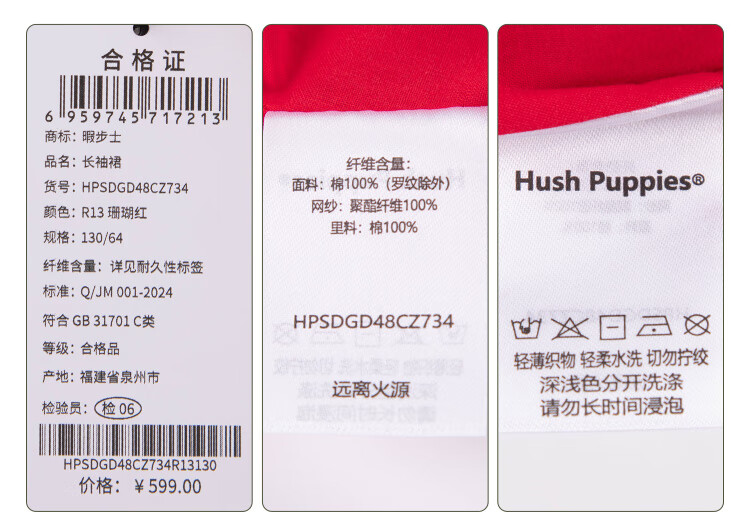 合格证
6 959745 717213
商标：暇步士
品名：长袖裙
货号：HPSDGD48CZ734
颜色：R13 珊瑚红
规格：130/64
纤维含量：详见耐久性标签
标准：Q/JM 001-2024
符合 GB 31701 C类
等级：合格品
产地：福建省泉州市
检验员：检 06
HPSDGD48CZ734R13130
价格：￥599.00
纤维含量：
面料：棉100%（罗纹除外）
网纱：聚酯纤维100%
里料：棉100%
HPSDGD48CZ734
远离火源
Hush Puppies®
轻薄织物 轻柔水洗 切勿拧绞
深浅色分开洗涤
请勿长时间浸泡